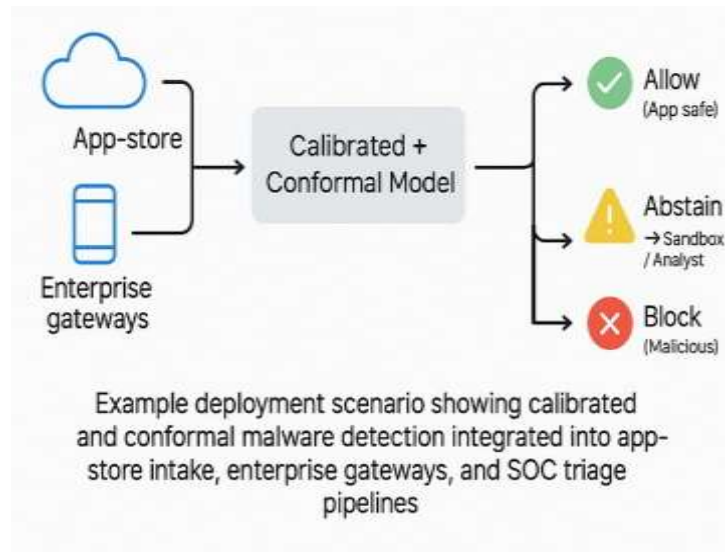 App-store
Enterprise
gateways
Calibrated +
Conformal Model
Allow
(App safe)
Abstain
→ Sandbox
/ Analyst
Block
(Malicious)
Example deployment scenario showing calibrated
and conformal malware detection integrated into app-
store intake, enterprise gateways, and SOC triage
pipelines